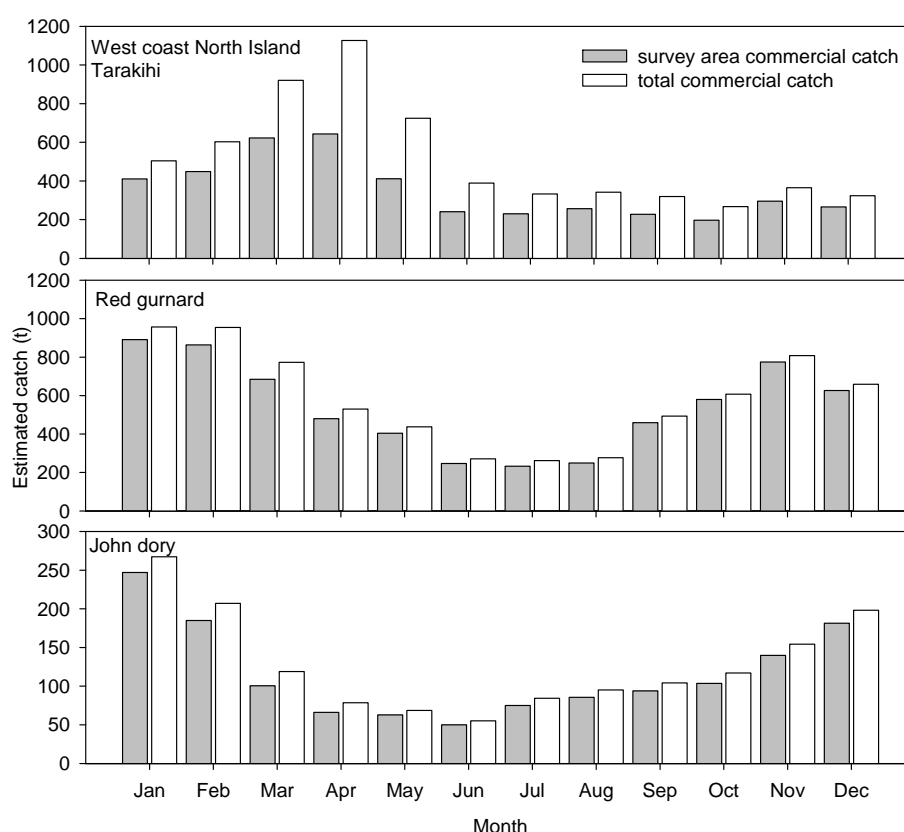 West coast North Island
Tarakihi
survey area commercial catch
total commercial catch
1200
1000
800
600
400
200
0
Estimated catch (t)
Red gurnard
1200
1000
800
600
400
200
0
John dory
300
250
200
150
100
50
0
Jan Feb Mar Apr May Jun Jul Aug Sep Oct Nov Dec
Month